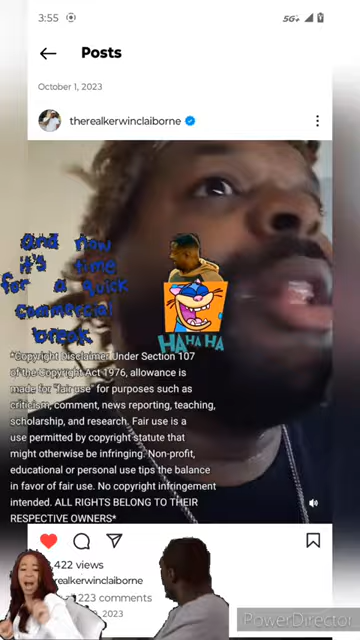 3:55
5G+
Posts
October 1, 2023
therealkerwinclaiborne
And now
it's time
for a quick
commercial
break
HA HA HA
*Copyright Disclaimer Under Section 107
of the Copyright Act 1976, allowance is
made for "fair use" for purposes such as
criticism, comment, news reporting, teaching,
scholarship, and research. Fair use is a
use permitted by copyright statute that
might otherwise be infringing. Non-profit,
educational or personal use tips the balance
in favor of fair use. No copyright infringement
intended. ALL RIGHTS BELONG TO THEIR
RESPECTIVE OWNERS*
,422 views
realkerwinclaiborne
223 comments
2023
PowerDirector